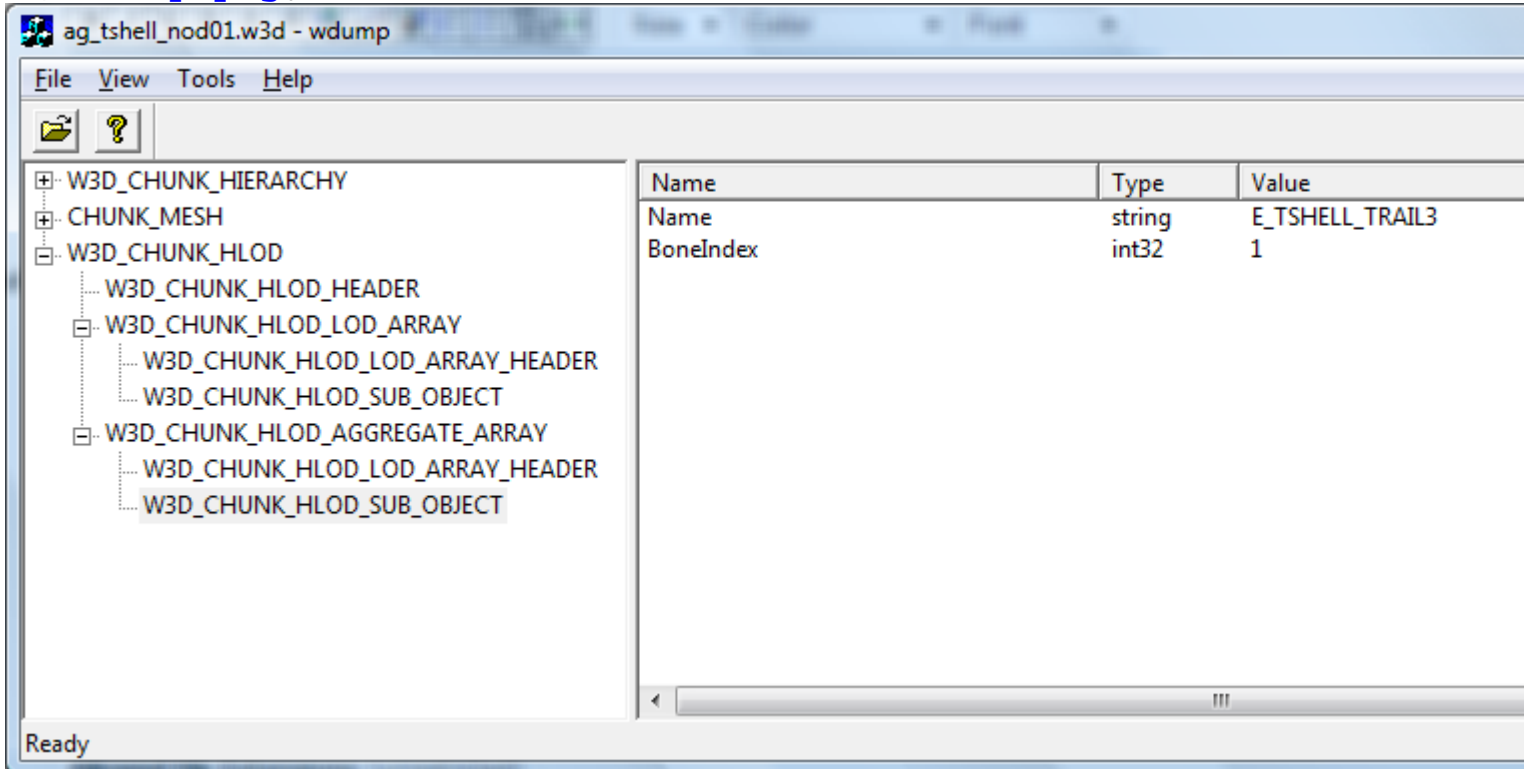 ag_tshell_nod01.w3d - wdump
File View Tools Help
W3D_CHUNK_HIERARCHY
CHUNK_MESH
W3D_CHUNK_HLOD
W3D_CHUNK_HLOD_HEADER
W3D_CHUNK_HLOD_LOD_ARRAY
W3D_CHUNK_HLOD_LOD_ARRAY_HEADER
W3D_CHUNK_HLOD_SUB_OBJECT
W3D_CHUNK_HLOD_AGGREGATE_ARRAY
W3D_CHUNK_HLOD_LOD_ARRAY_HEADER
W3D_CHUNK_HLOD_SUB_OBJECT
Name Type Value
Name string E_TSHELL_TRAIL3
BoneIndex int32 1
Ready